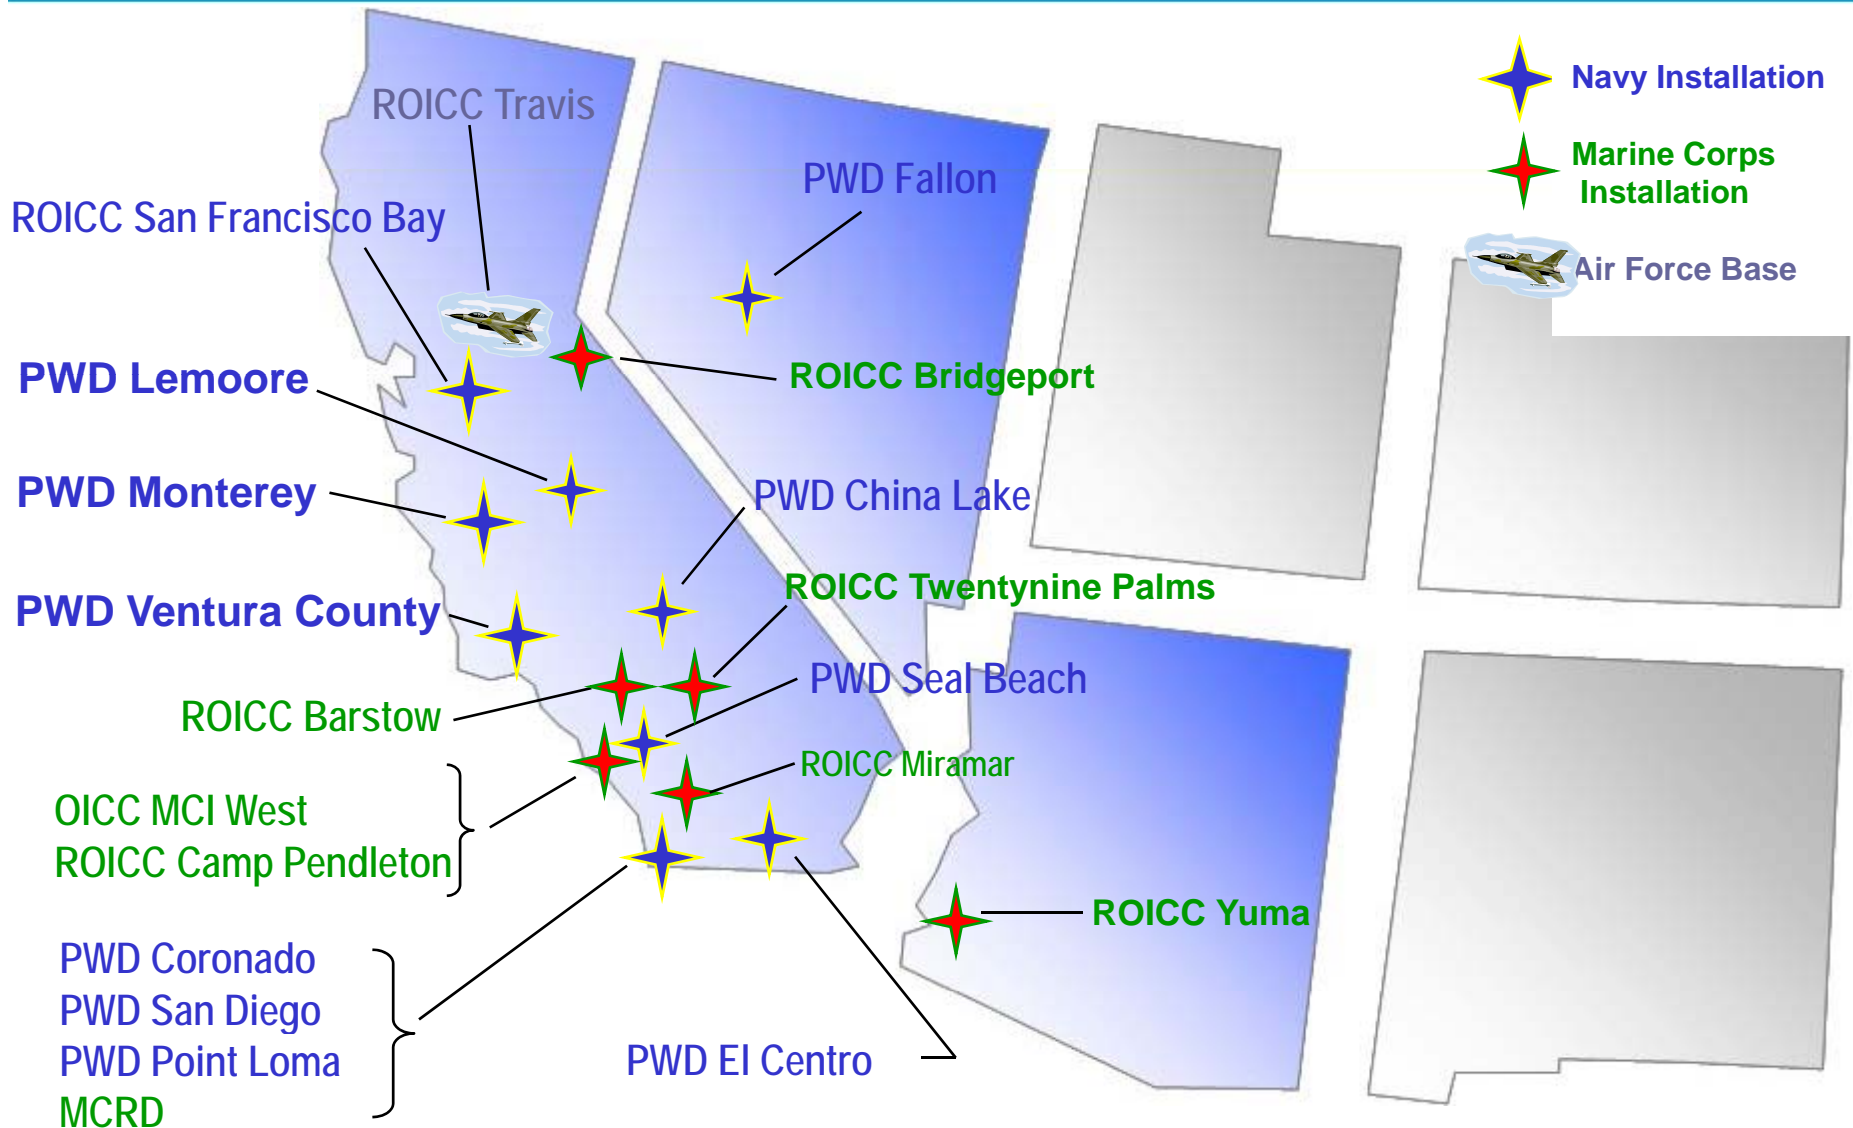 Navy Installation
Marine Corps
Installation
Air Force Base
ROICC Travis
PWD Fallon
ROICC San Francisco Bay
ROICC Bridgeport
PWD Lemoore
PWD Monterey
PWD China Lake
ROICC Twentynine Palms
PWD Ventura County
PWD Seal Beach
ROICC Barstow
ROICC Miramar
OICC MCI West
ROICC Camp Pendleton
ROICC Yuma
PWD Coronado
PWD San Diego
PWD Point Loma
MCRD
PWD El Centro